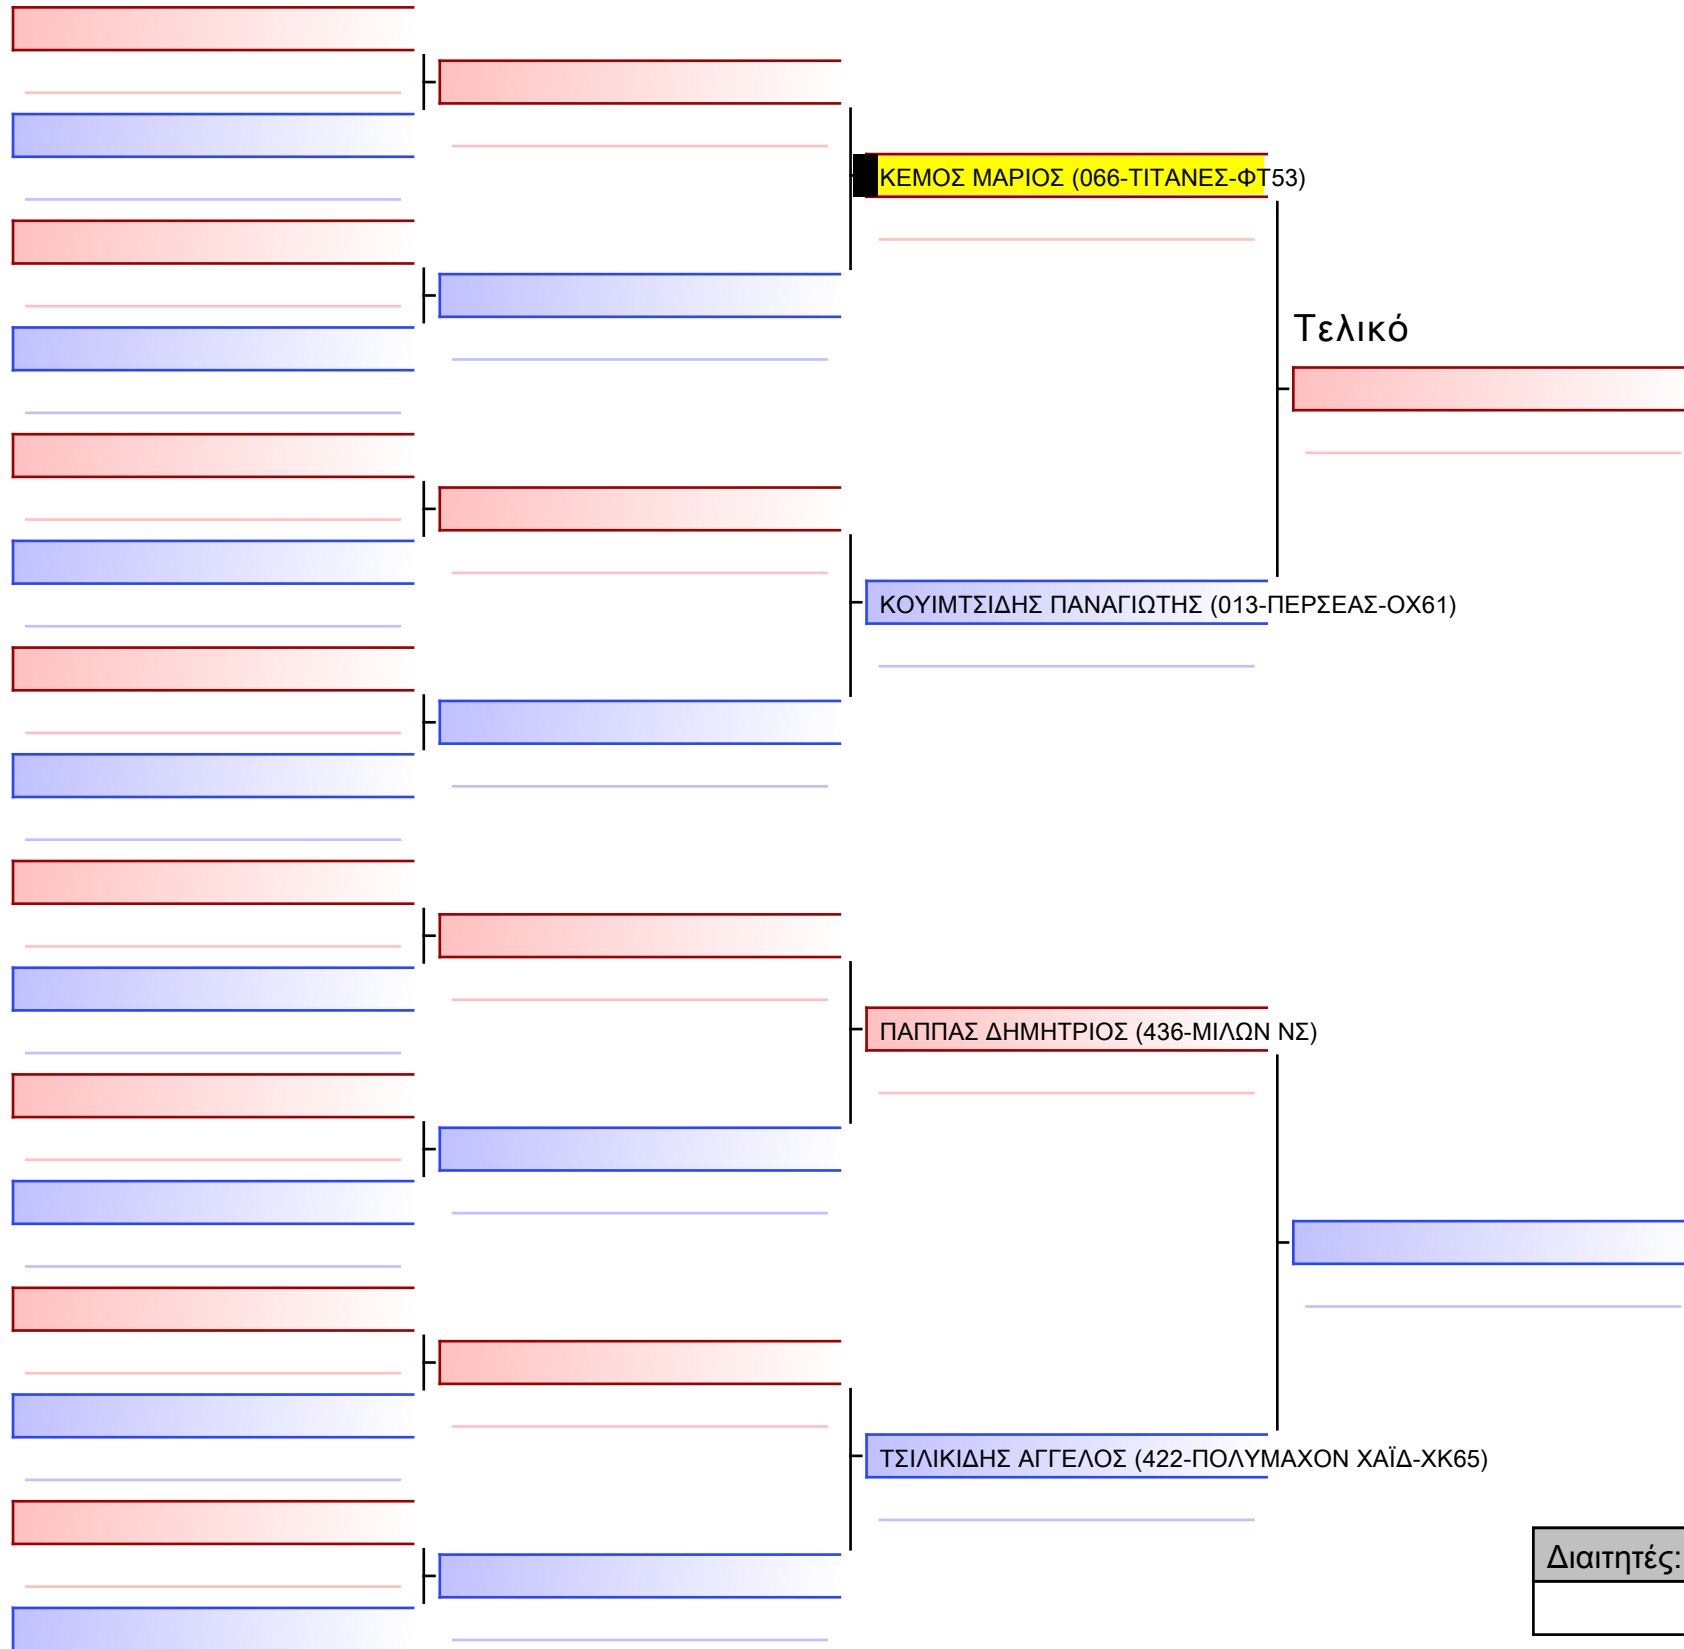 ΚΕΜΟΣ ΜΑΡΙΟΣ (066-ΤΙΤΑΝΕΣ-ΦΤ53)
Τελικό
ΚΟΥΙΜΤΣΙΔΗΣ ΠΑΝΑΓΙΩΤΗΣ (013-ΠΕΡΣΕΑΣ-ΟΧ61)
ΠΑΠΠΑΣ ΔΗΜΗΤΡΙΟΣ (436-ΜΙΛΩΝ ΝΣ)
ΤΣΙΛΙΚΙΔΗΣ ΑΓΓΕΛΟΣ (422-ΠΟΛΥΜΑΧΟΝ ΧΑΪΔ-ΧΚ65)
Διαιτητές: